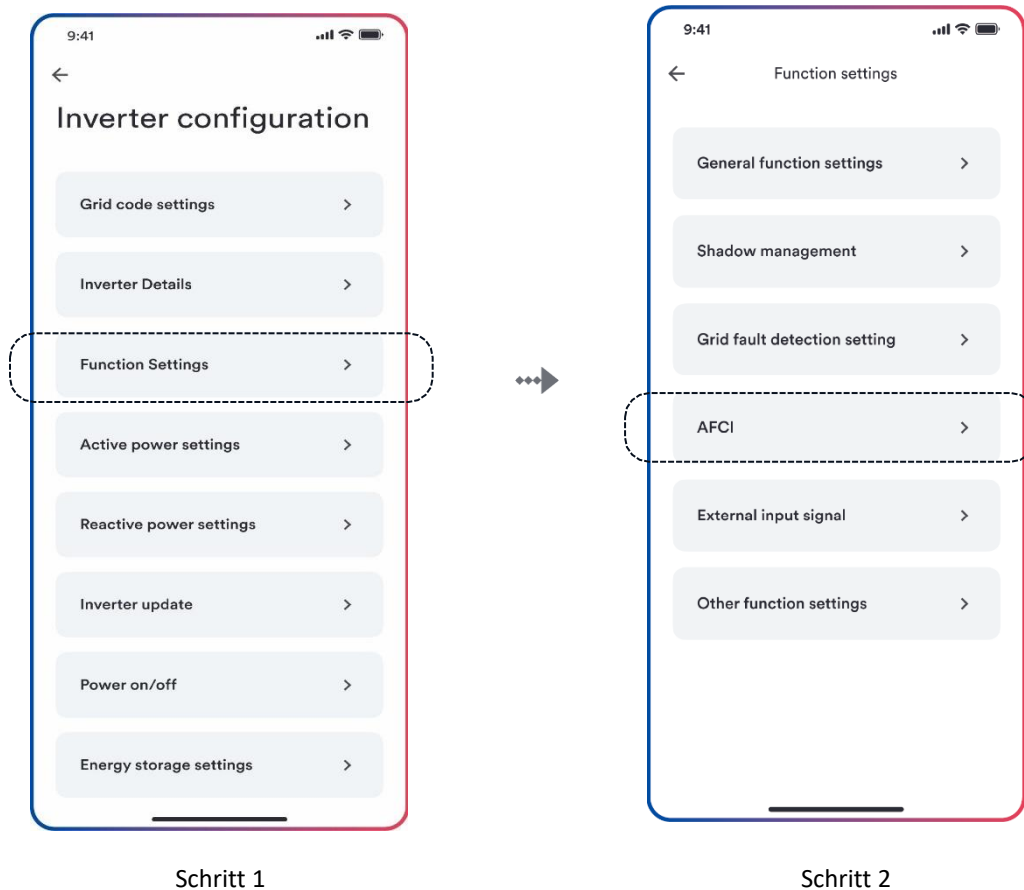 9:41
Inverter configuration
Grid code settings
Inverter Details
Function Settings
Active power settings
Reactive power settings
Inverter update
Power on/off
Energy storage settings
Schritt 1
9:41
Function settings
General function settings
Shadow management
Grid fault detection setting
AFCI
External input signal
Other function settings
Schritt 2